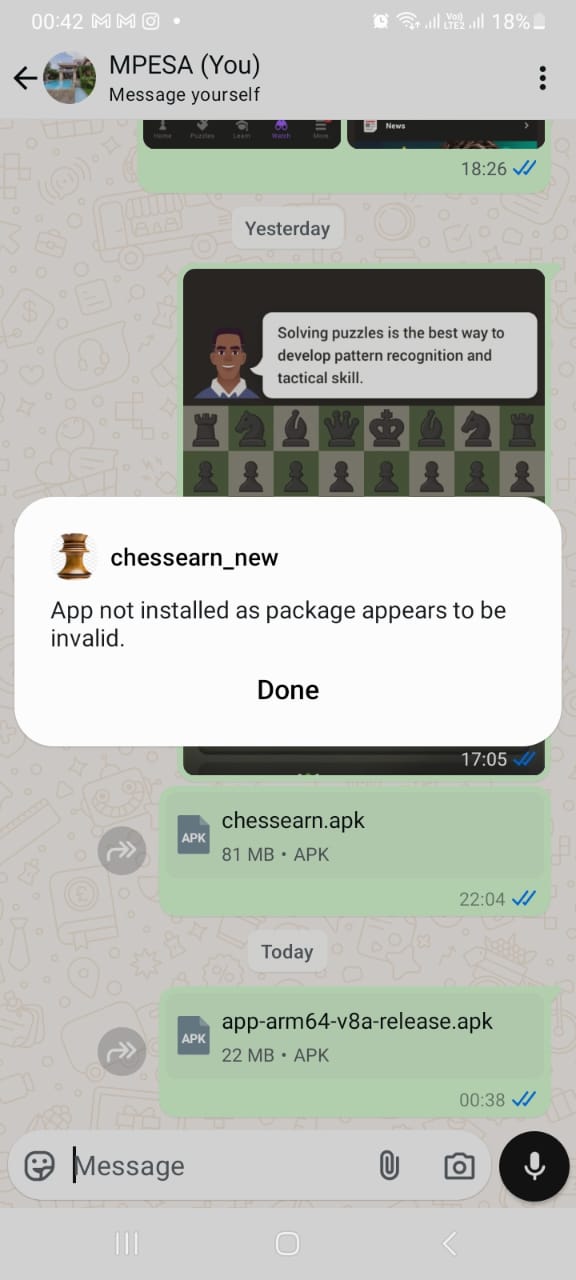 00:42
Vo)) LTE2 18%
MPESA (You)
Message yourself
Home Puzzles Learn Watch More
News
18:26
Yesterday
Solving puzzles is the best way to
develop pattern recognition and
tactical skill.
chessearn_new
App not installed as package appears to be
invalid.
Done
17:05
chessearn.apk
APK
81 MB • APK
22:04
Today
app-arm64-v8a-release.apk
APK
22 MB • APK
00:38
Message